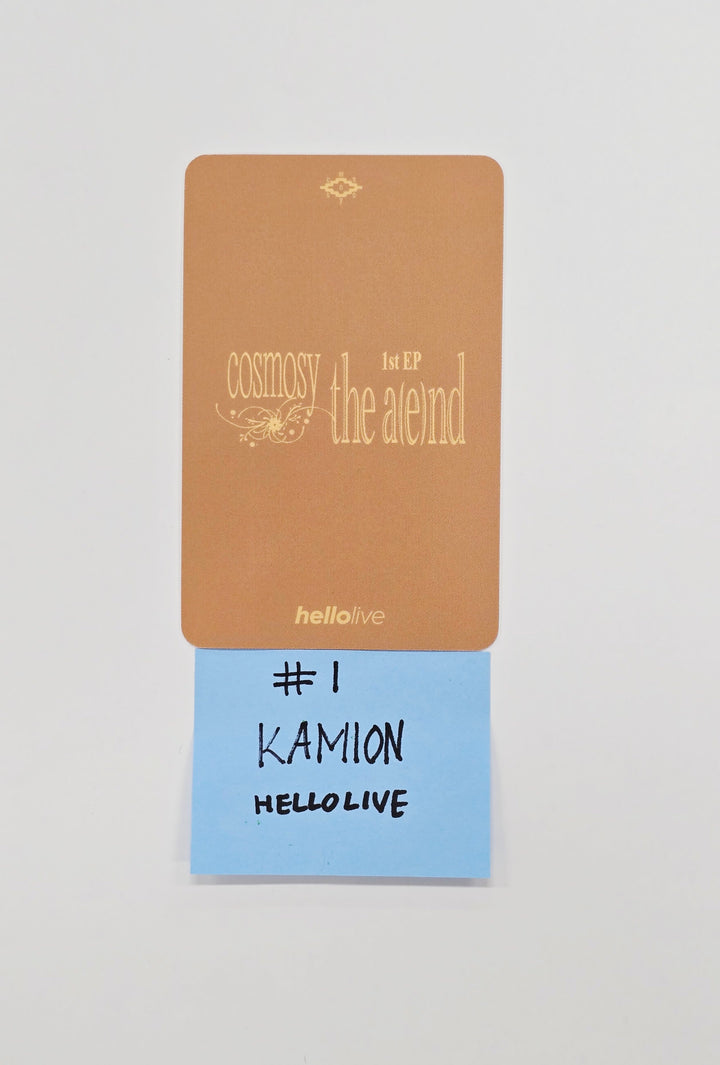 cosmosy
1st EP
the a(e)nd
hellolive
#1
KAMION
HELLOLIVE